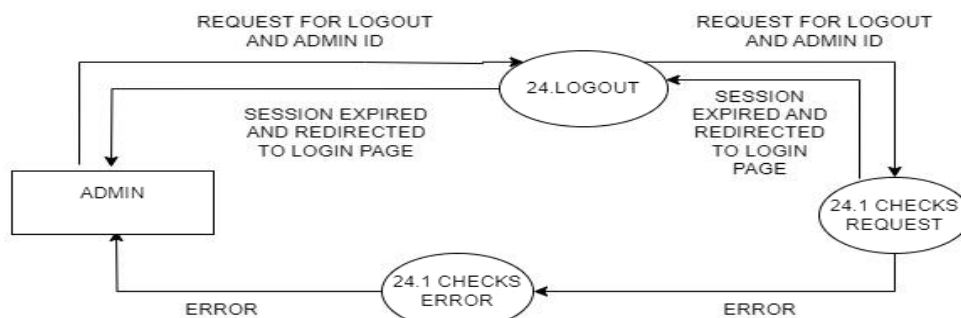 REQUEST FOR LOGOUT
AND ADMIN ID
REQUEST FOR LOGOUT
AND ADMIN ID
24.LOGOUT
SESSION EXPIRED
AND REDIRECTED
TO LOGIN PAGE
SESSION
EXPIRED AND
REDIRECTED
TO LOGIN
PAGE
ADMIN
24.1 CHECKS
REQUEST
24.1 CHECKS
ERROR
ERROR
ERROR